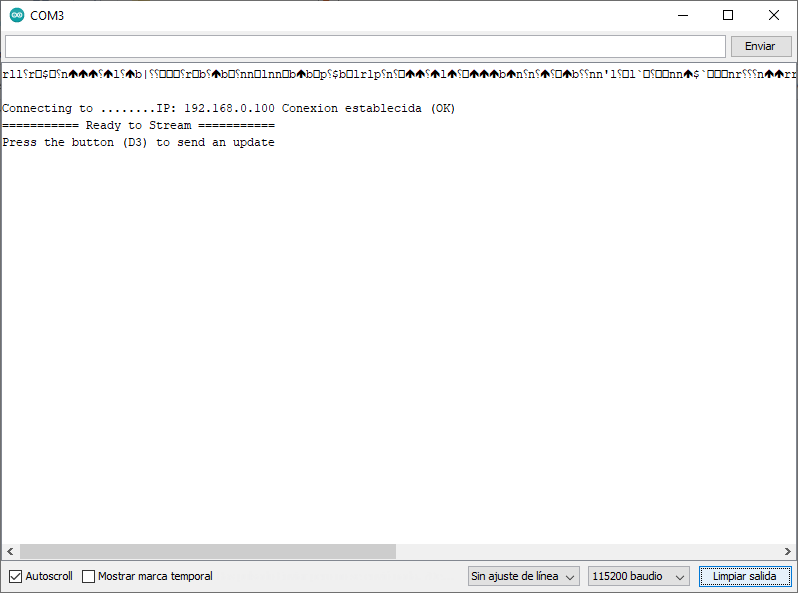 COM3
Enviar
Connecting to ........IP: 192.168.0.100 Conexion establecida (OK)
=========== Ready to Stream ===========
Press the button (D3) to send an update
Autoscroll
Mostrar marca temporal
Sin ajuste de línea
115200 baudio
Limpiar salida